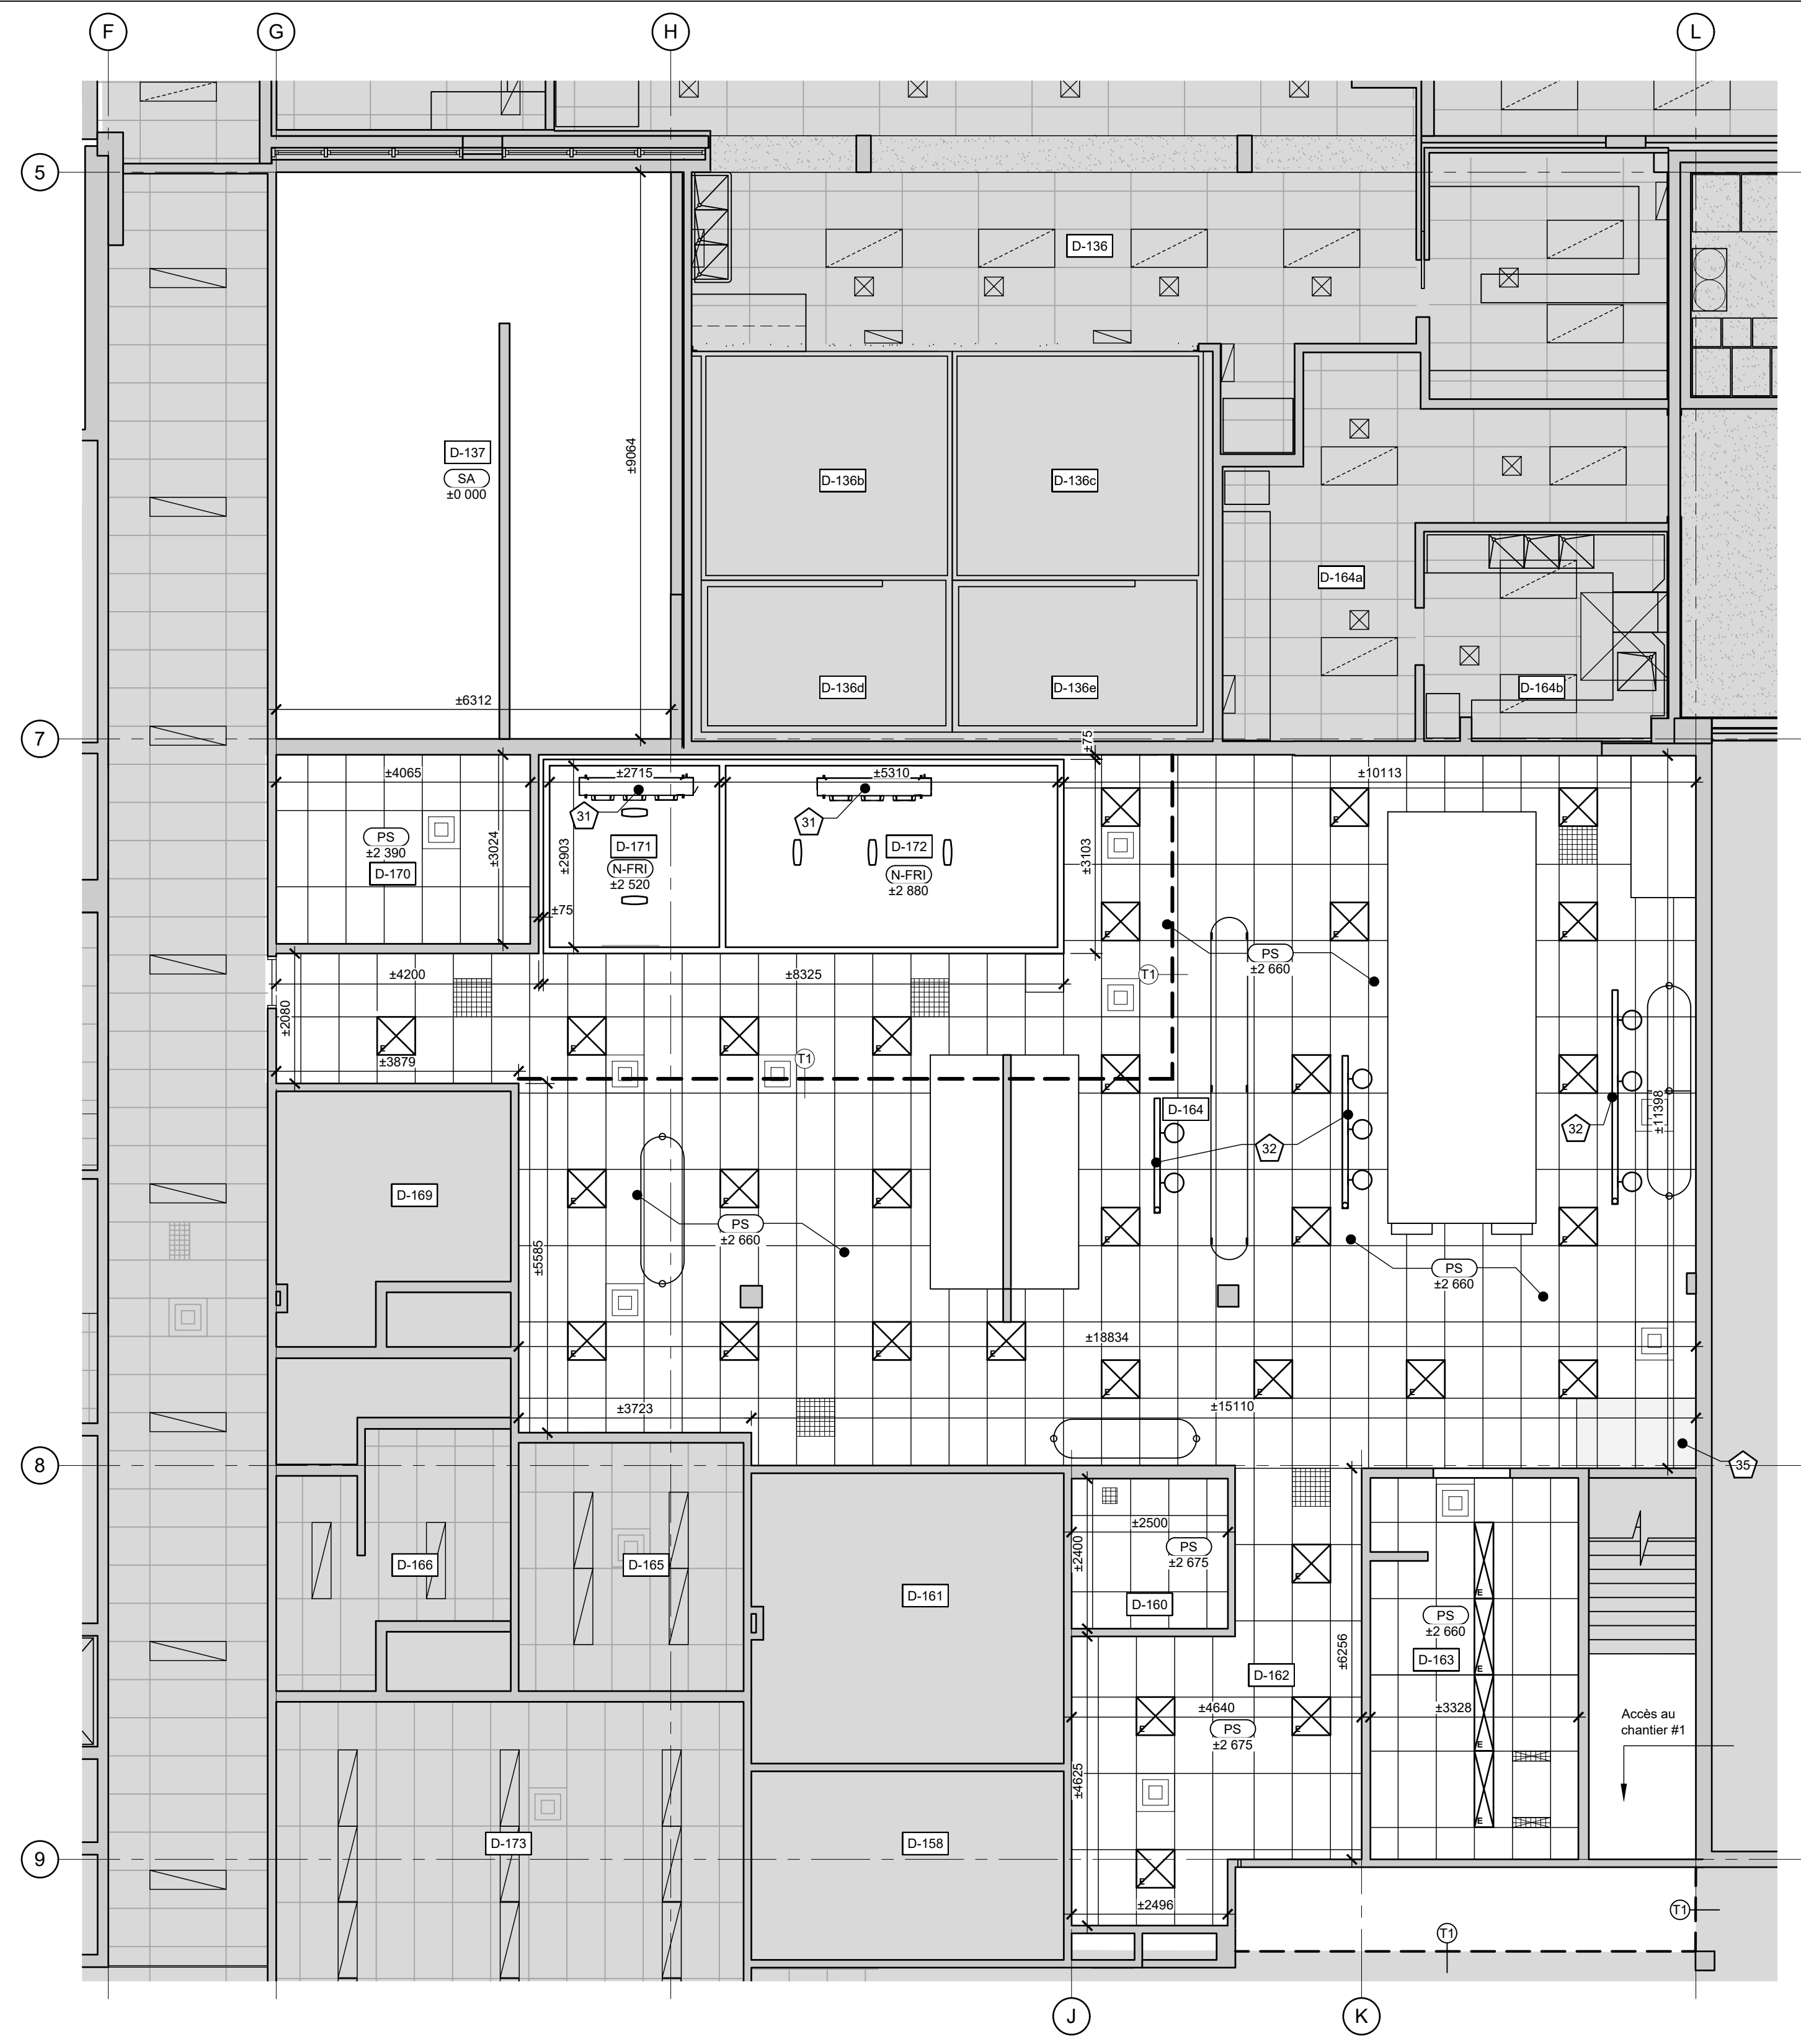 F
G
H
L
5
D-136
±9064
D-137
SA
±0 000
D-136b
D-136c
D-164a
D-136d
D-136e
D-164b
±6312
7
±75
±4065
±2715
±5310
±10113
31
31
PS
±2 390
D-170
±3024
±2903
D-171
N-FRI
±2 520
D-172
N-FRI
±2 880
±3103
±75
PS
±2 660
T1
±4200
±8325
±2080
E
E
E
E
±3879
T1
E
E
E
E
E
E
E
E
E
D-164
±11398
32
32
D-169
E
E
E
PS
±2 660
E
E
E
±5585
PS
±2 660
±18834
E
E
E
E
E
E
E
E
±3723
±15110
8
35
±2500
PS
±2 675
±2400
D-160
E
D-166
D-165
D-161
PS
±2 660
D-163
E
E
E
E
±6256
D-162
±4640
PS
±2 675
E
E
±3328
Accès au
chantier #1
±4625
D-173
D-158
9
E
±2496
T1
T1
J
K